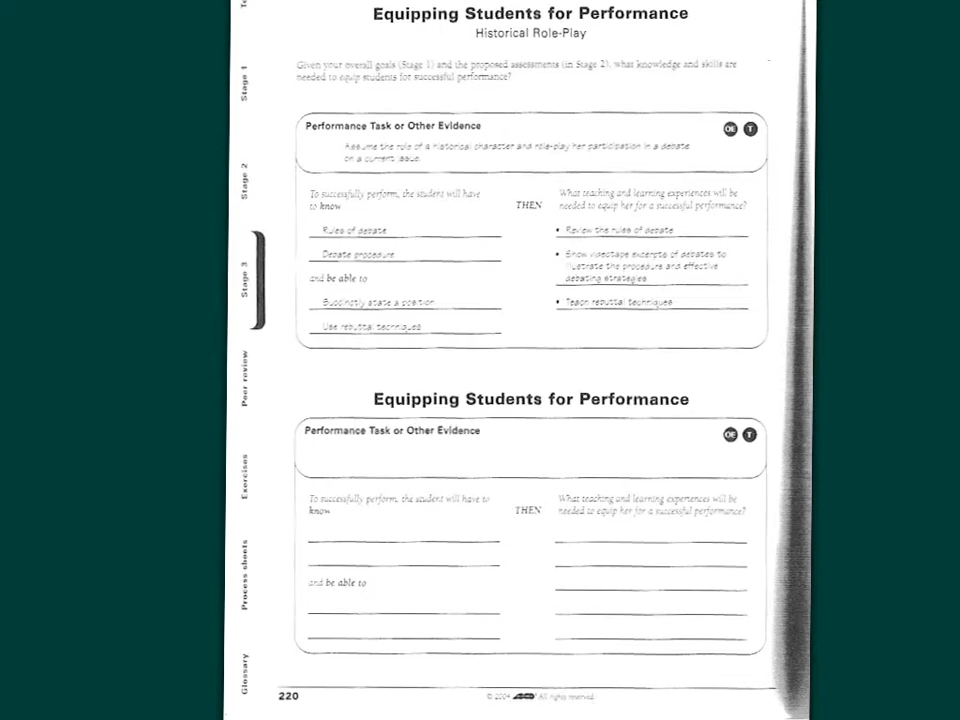 Equipping Students for Performance
Historical Role-Play
Given your overall goals (Stage 1) and the proposed assessments (in Stage 2), what knowledge and skills are
needed to equip students for successful performance?
Performance Task or Other Evidence
OE T
Assume the role of a historical character and role-play her participation in a debate
on a current issue.
To successfully perform, the student will have
to know
Rules of debate
Debate procedure
and be able to
Succinctly state a position
Use rebuttal techniques
THEN
What teaching and learning experiences will be
needed to equip her for a successful performance?
• Review the rules of debate
• Show videotape excerpts of debates to
illustrate the procedure and effective
debating strategies
• Teach rebuttal techniques
Equipping Students for Performance
Performance Task or Other Evidence
OE T
To successfully perform, the student will have to
know
and be able to
THEN
What teaching and learning experiences will be
needed to equip her for a successful performance?
220
© 2004 ASCD® All rights reserved.
Stage 1
Stage 2
Stage 3
Peer review
Exercises
Process sheets
Glossary